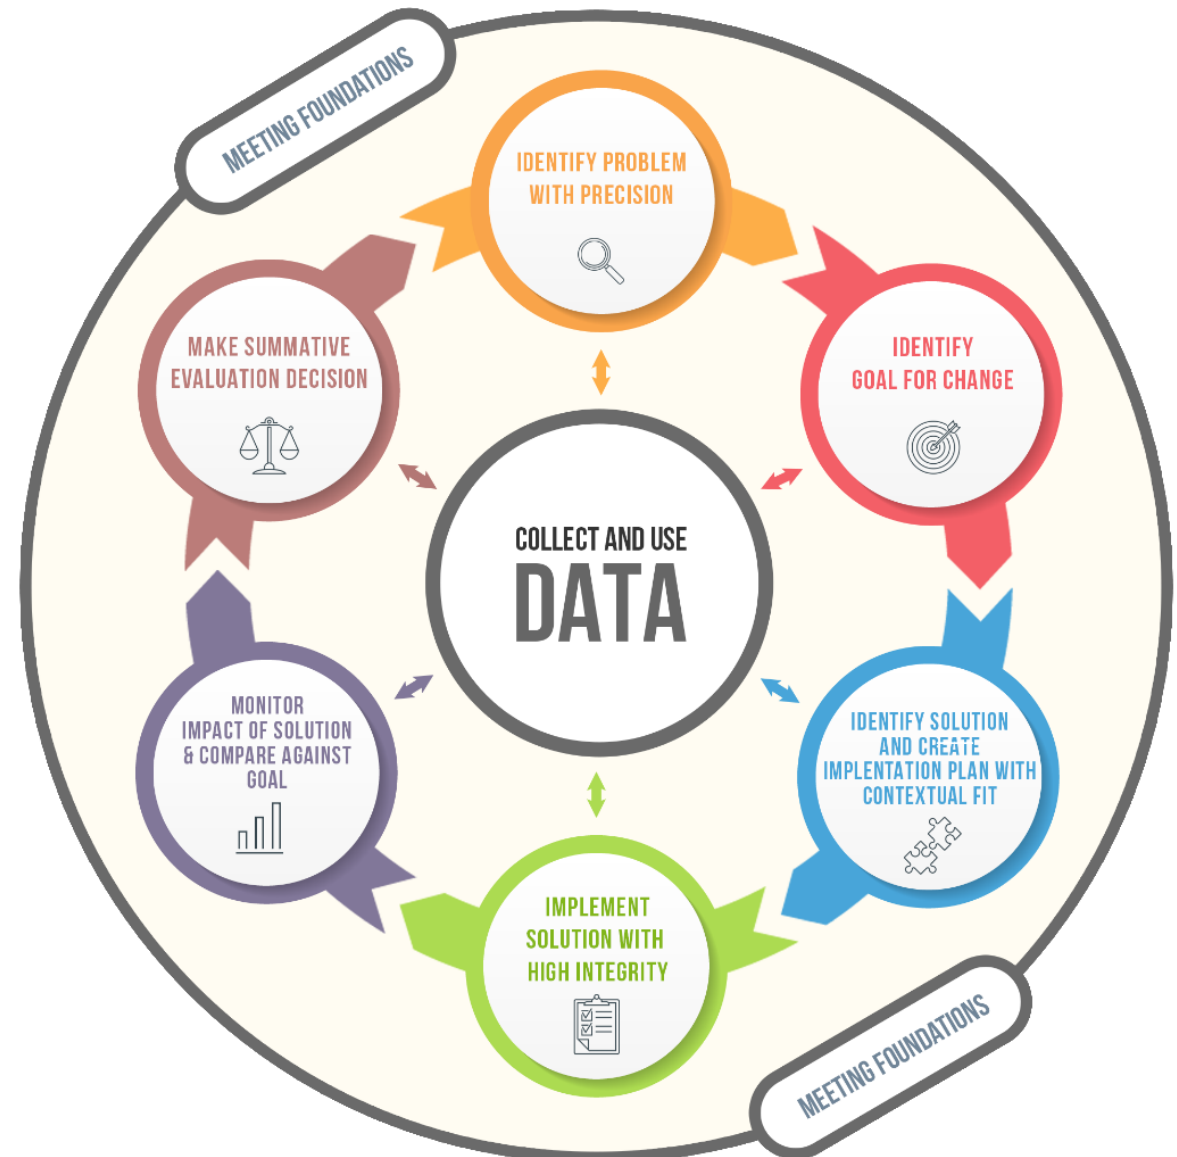 MEETING FOUNDATIONS
IDENTIFY PROBLEM
WITH PRECISION
IDENTIFY
GOAL FOR CHANGE
IDENTIFY SOLUTION
AND CREATE
IMPLENTATION PLAN WITH
CONTEXTUAL FIT
IMPLEMENT
SOLUTION WITH
HIGH INTEGRITY
MONITOR
IMPACT OF SOLUTION
& COMPARE AGAINST
GOAL
MAKE SUMMATIVE
EVALUATION DECISION
COLLECT AND USE
DATA
MEETING FOUNDATIONS